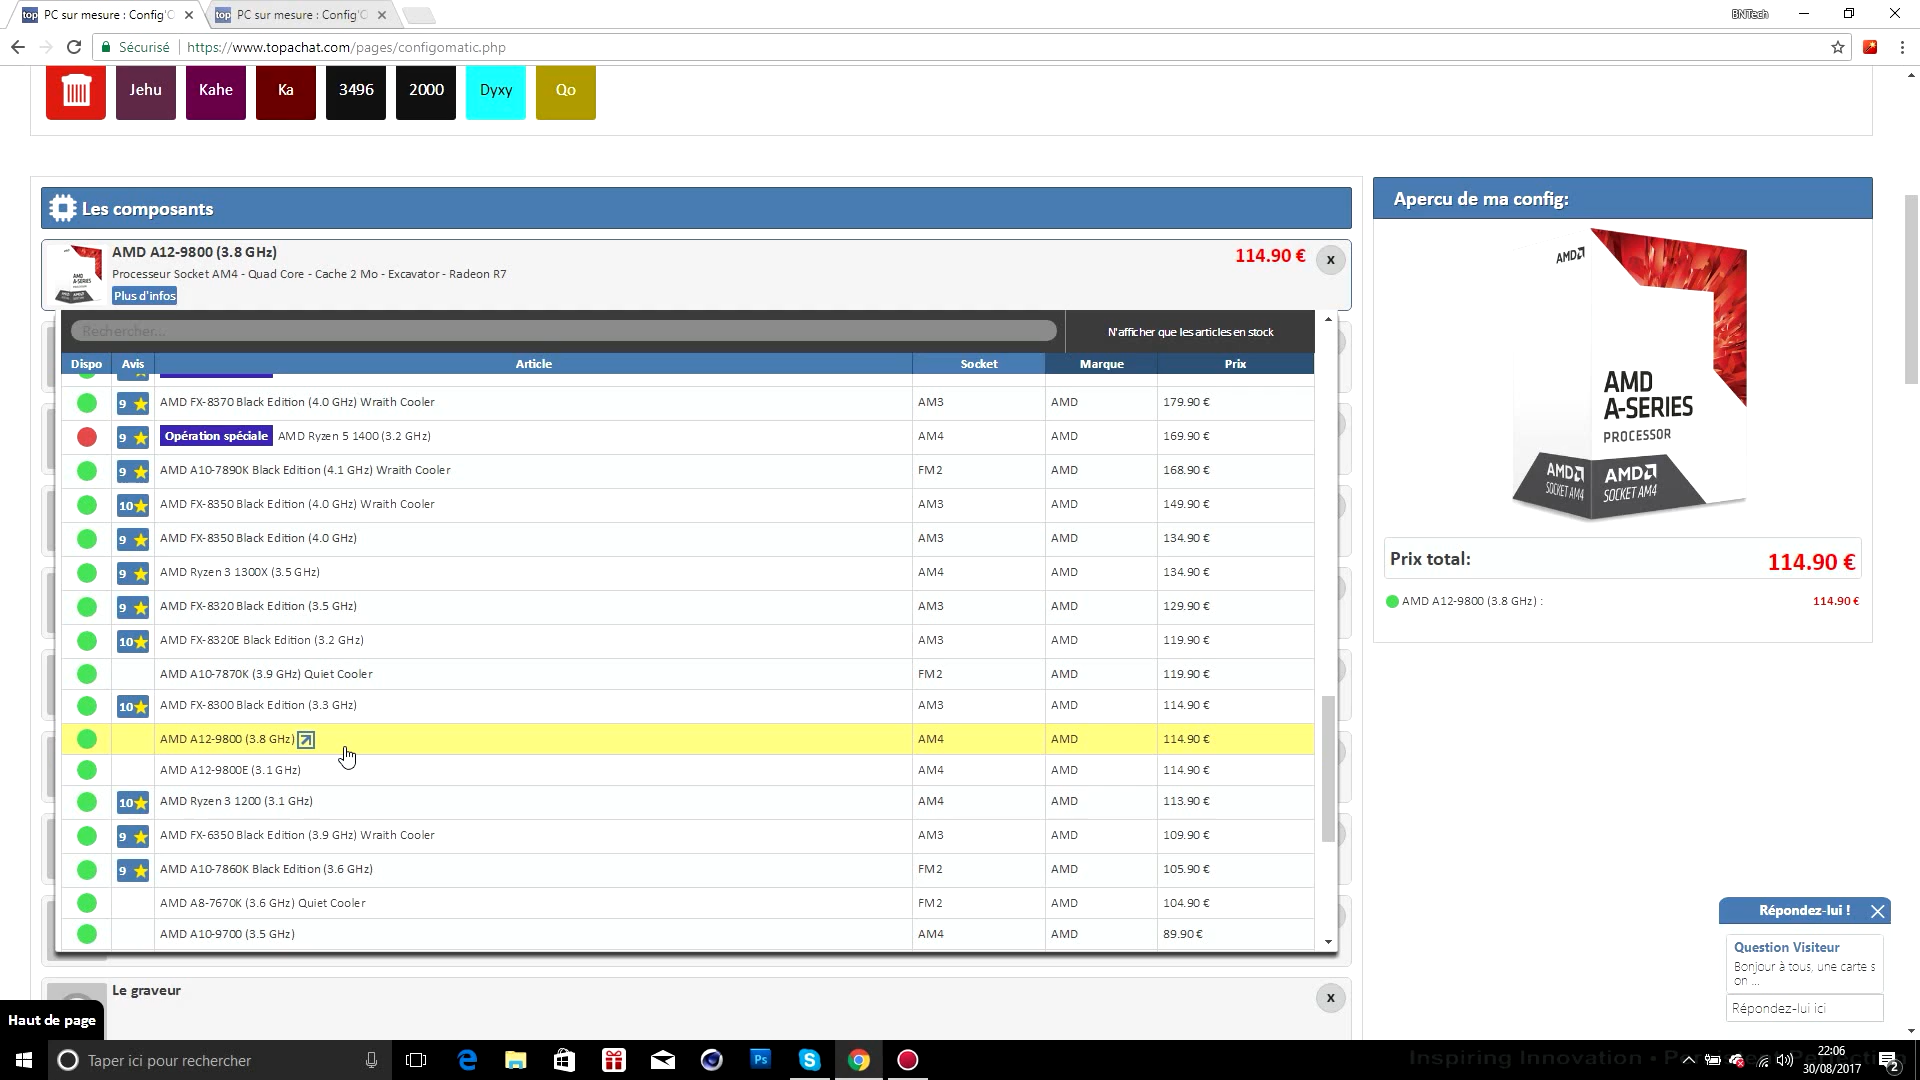 top PC sur mesure : Config'O
top PC sur mesure : Config'O
BNTech
Sécurisé https://www.topachat.com/pages/configomatic.php
Jehu Kahe Ka 3496 2000 Dyxy Qo
Les composants
AMD A12-9800 (3.8 GHz) 114.90 € x
Processeur Socket AM4 - Quad Core - Cache 2 Mo - Excavator - Radeon R7
Plus d'infos
Rechercher... N'afficher que les articles en stock
Dispo Avis Article Socket Marque Prix
9 AMD FX-8370 Black Edition (4.0 GHz) Wraith Cooler AM3 AMD 179.90 €
9 Opération spéciale AMD Ryzen 5 1400 (3.2 GHz) AM4 AMD 169.90 €
9 AMD A10-7890K Black Edition (4.1 GHz) Wraith Cooler FM2 AMD 168.90 €
10 AMD FX-8350 Black Edition (4.0 GHz) Wraith Cooler AM3 AMD 149.90 €
9 AMD FX-8350 Black Edition (4.0 GHz) AM3 AMD 134.90 €
9 AMD Ryzen 3 1300X (3.5 GHz) AM4 AMD 134.90 €
9 AMD FX-8320 Black Edition (3.5 GHz) AM3 AMD 129.90 €
10 AMD FX-8320E Black Edition (3.2 GHz) AM3 AMD 119.90 €
AMD A10-7870K (3.9 GHz) Quiet Cooler FM2 AMD 119.90 €
10 AMD FX-8300 Black Edition (3.3 GHz) AM3 AMD 114.90 €
AMD A12-9800 (3.8 GHz) AM4 AMD 114.90 €
AMD A12-9800E (3.1 GHz) AM4 AMD 114.90 €
10 AMD Ryzen 3 1200 (3.1 GHz) AM4 AMD 113.90 €
9 AMD FX-6350 Black Edition (3.9 GHz) Wraith Cooler AM3 AMD 109.90 €
9 AMD A10-7860K Black Edition (3.6 GHz) FM2 AMD 105.90 €
AMD A8-7670K (3.6 GHz) Quiet Cooler FM2 AMD 104.90 €
AMD A10-9700 (3.5 GHz) AM4 AMD 89.90 €
Le graveur x
Haut de page
Apercu de ma config:
AMD
AMD
A-SERIES
PROCESSOR
AMD
SOCKET AM4
AMD
SOCKET AM4
Prix total: 114.90 €
AMD A12-9800 (3.8 GHz) : 114.90 €
Répondez-lui !
Question Visiteur
Bonjour à tous, une carte s
on ...
Répondez-lui ici
Taper ici pour rechercher
Ps
Inspiring Innovation •
22:06
30/08/2017
2